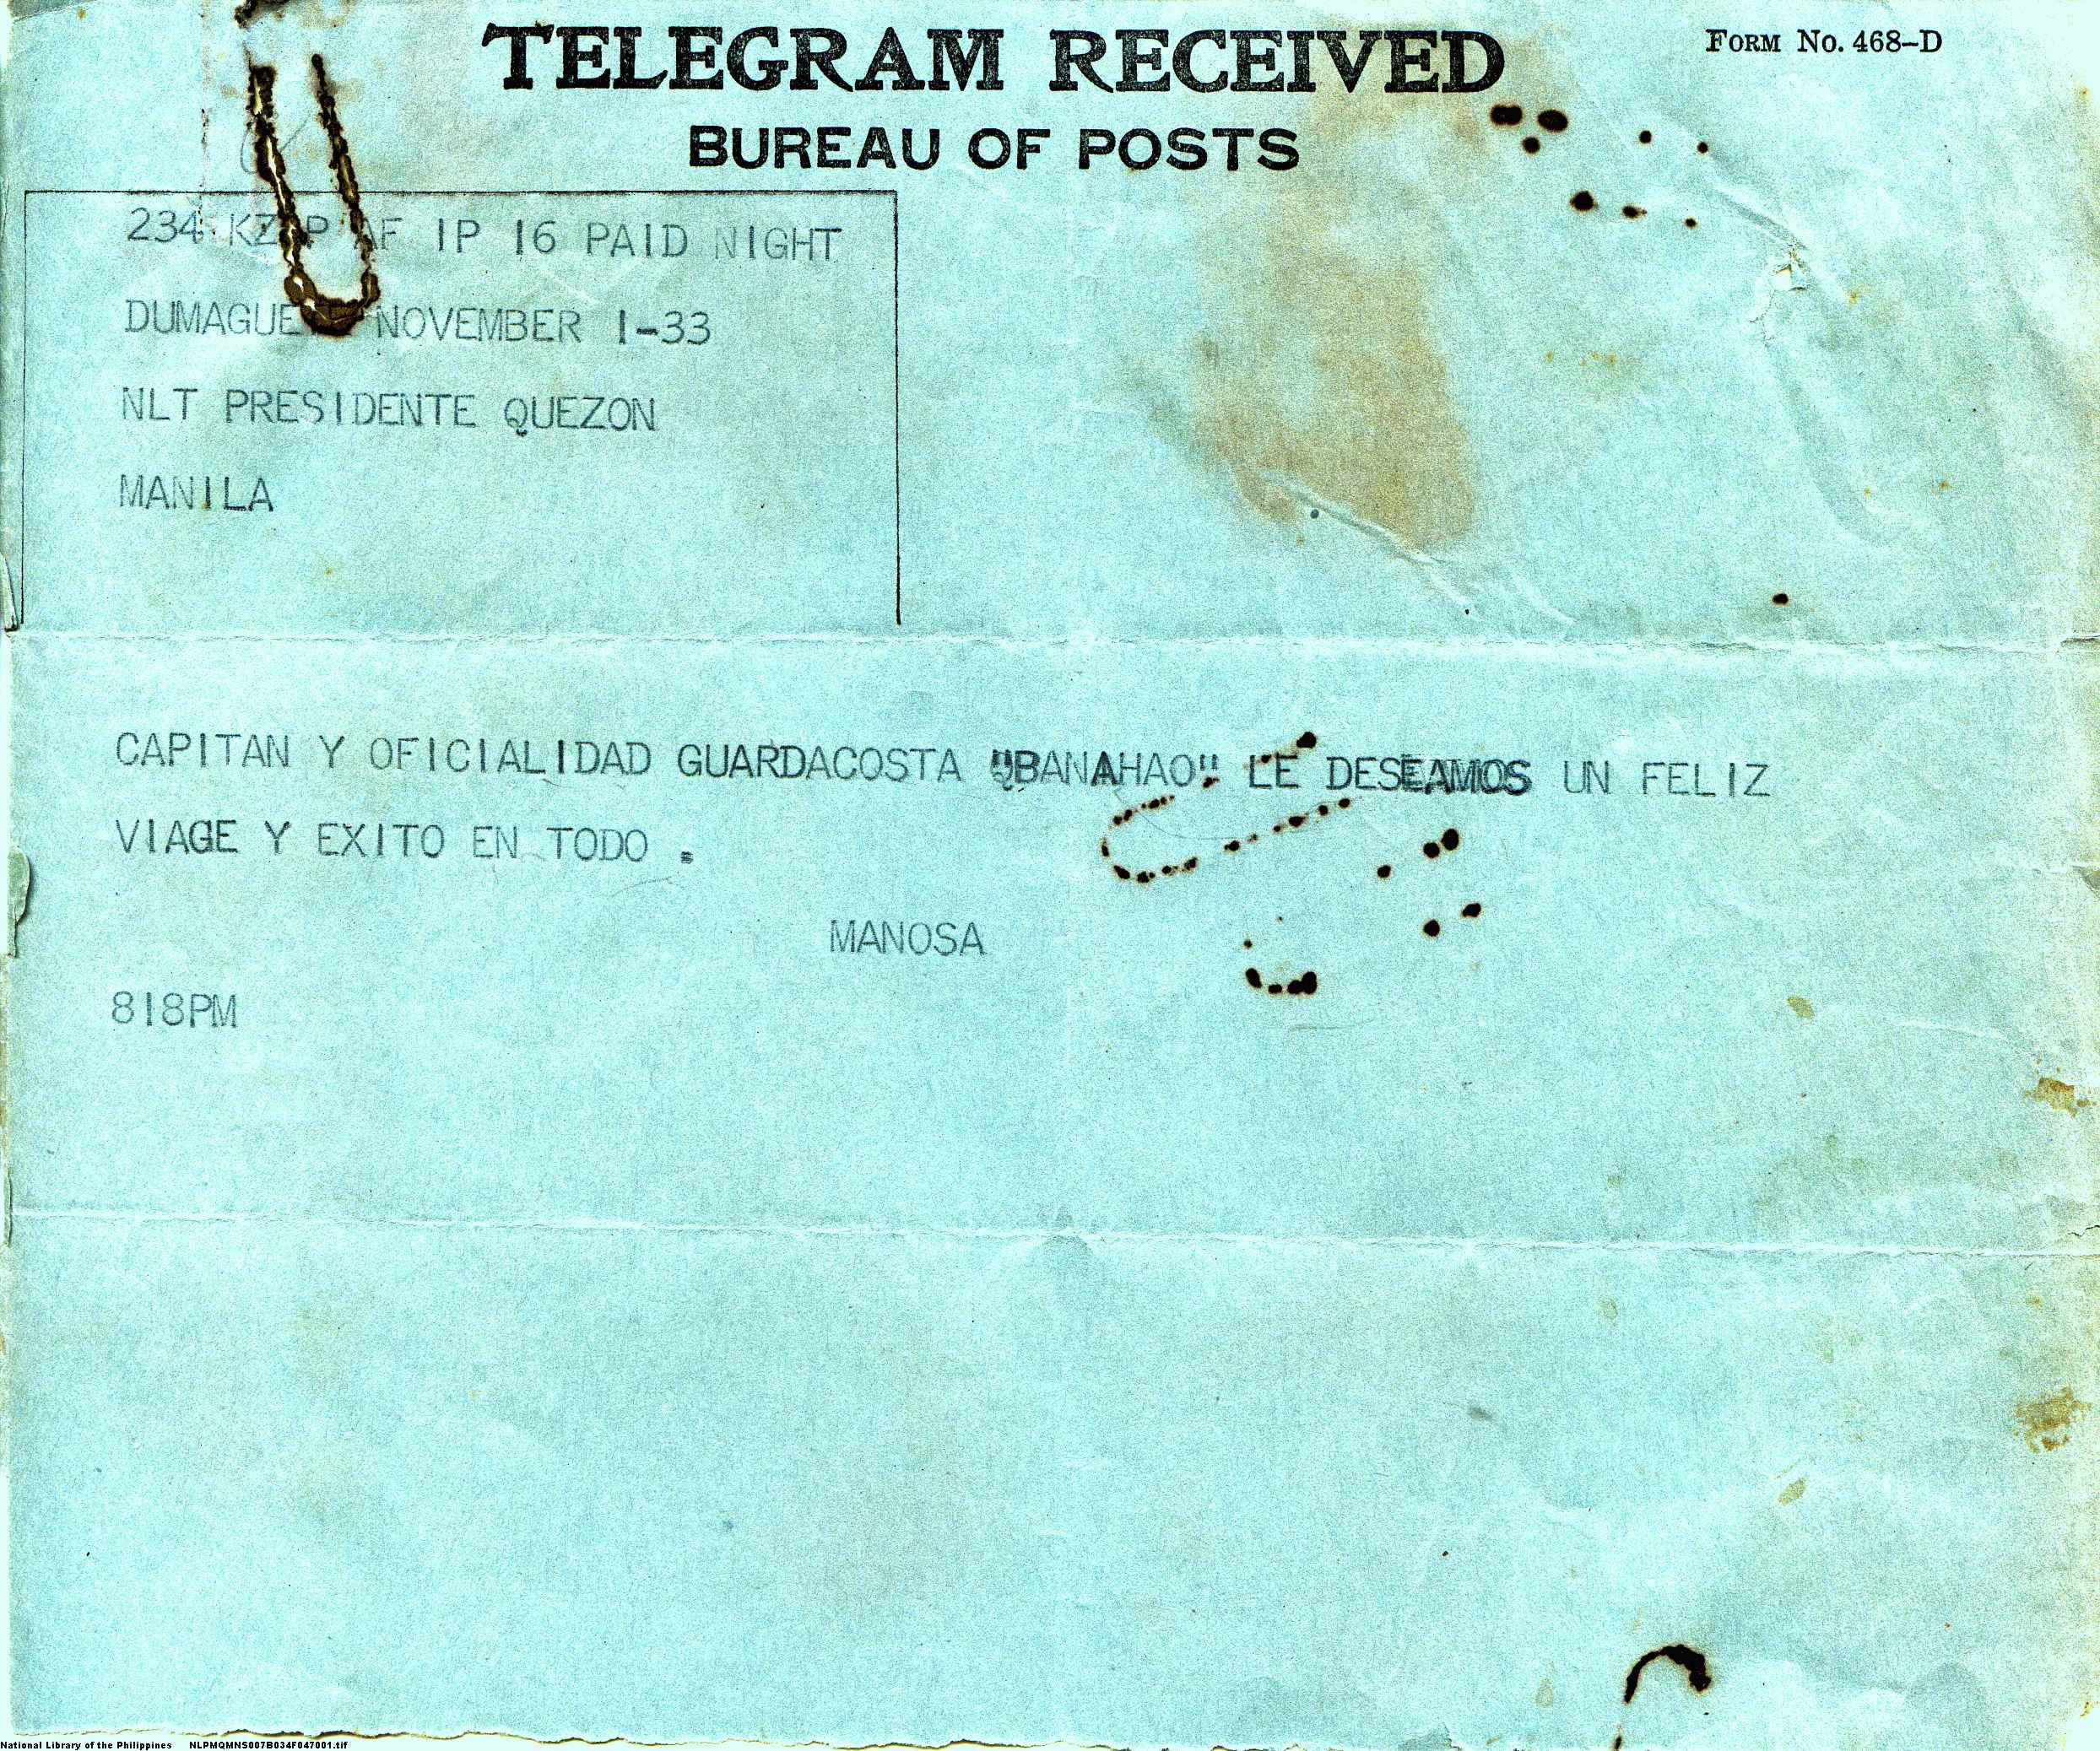 TELEGRAM RECEIVED
FORM No. 468-D
BUREAU OF POSTS
234 AF IP 16 PAID NIGHT
NOVEMBER 1-33
NLT PRESIDENTE QUEZON
MANILA
CAPITAN Y OFICIALIDAD GUARDACOSTA "BANAHAO" LE DESEAMOS UN FELIZ
VIAGE Y EXITO EN TODO .
MANOSA
818PM
National Library of the Philippines NLPMQMNS007B034F047001.tif